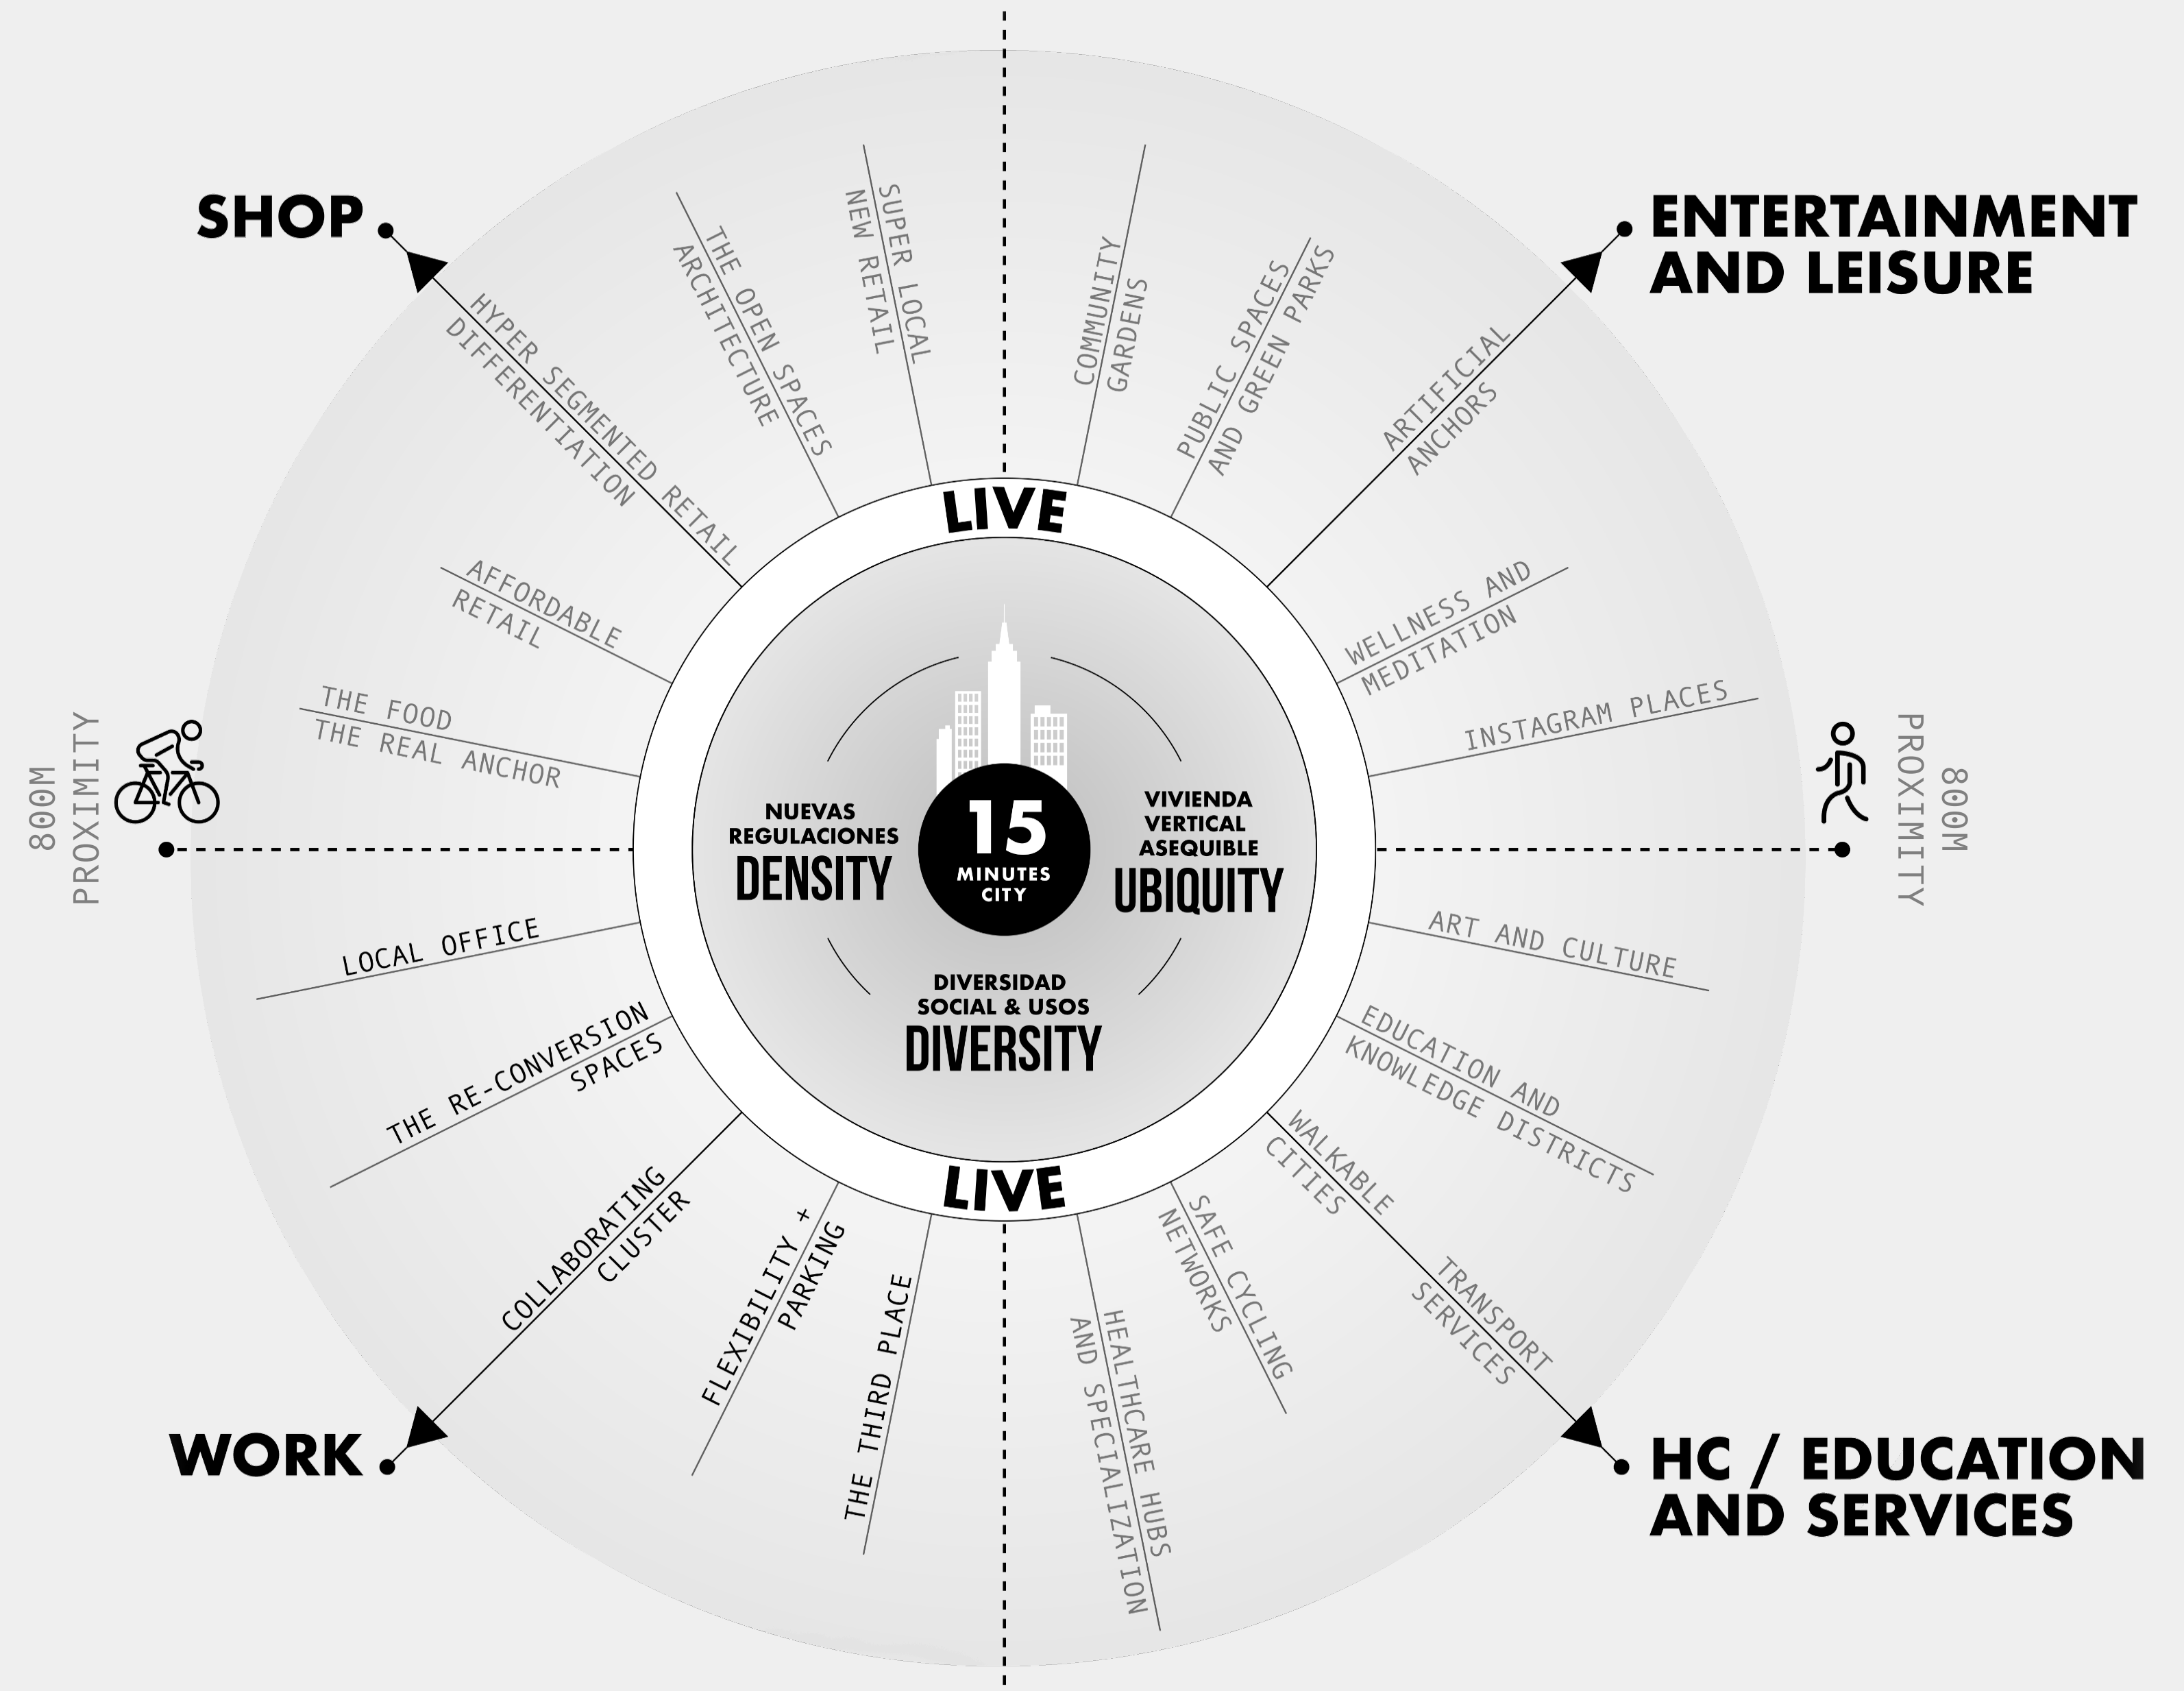 SHOP
ENTERTAINMENT
AND LEISURE
SUPER LOCAL
NEW RETAIL
THE OPEN SPACES
ARCHITECTURE
HYPER SEGMENTED RETAIL
DIFFERENTIATION
AFFORDABLE
RETAIL
THE FOOD
THE REAL ANCHOR
COMMUNITY
GARDENS
PUBLIC SPACES
AND GREEN PARKS
ARTIFICIAL
ANCHORS
WELLNESS AND
MEDITATION
INSTAGRAM PLACES
800M
PROXIMITY
800M
PROXIMITY
LIVE
NUEVAS
REGULACIONES
DENSITY
15
MINUTES
CITY
VIVIENDA
VERTICAL
ASEQUIBLE
UBIQUITY
DIVERSIDAD
SOCIAL & USOS
DIVERSITY
LIVE
LOCAL OFFICE
THE RE-CONVERSION
SPACES
COLLABORATING
CLUSTER
FLEXIBILITY +
PARKING
THE THIRD PLACE
ART AND CULTURE
EDUCATION AND
KNOWLEDGE DISTRICTS
WALKABLE
CITIES
TRANSPORT
SERVICES
SAFE CYCLING
NETWORKS
HEALTHCARE HUBS
AND SPECIALIZATION
WORK
HC / EDUCATION
AND SERVICES